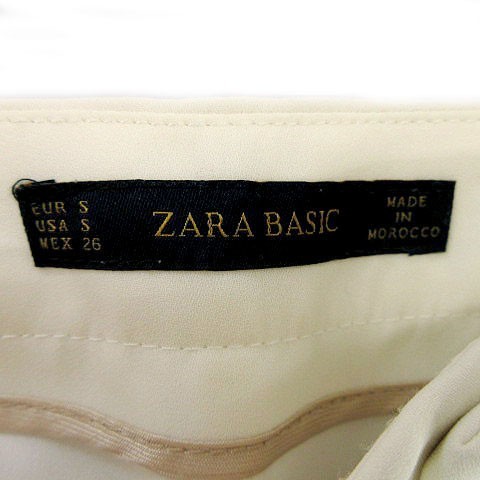 EUR S
USA S
MEX 26
ZARA BASIC
MADE
IN
MOROCCO